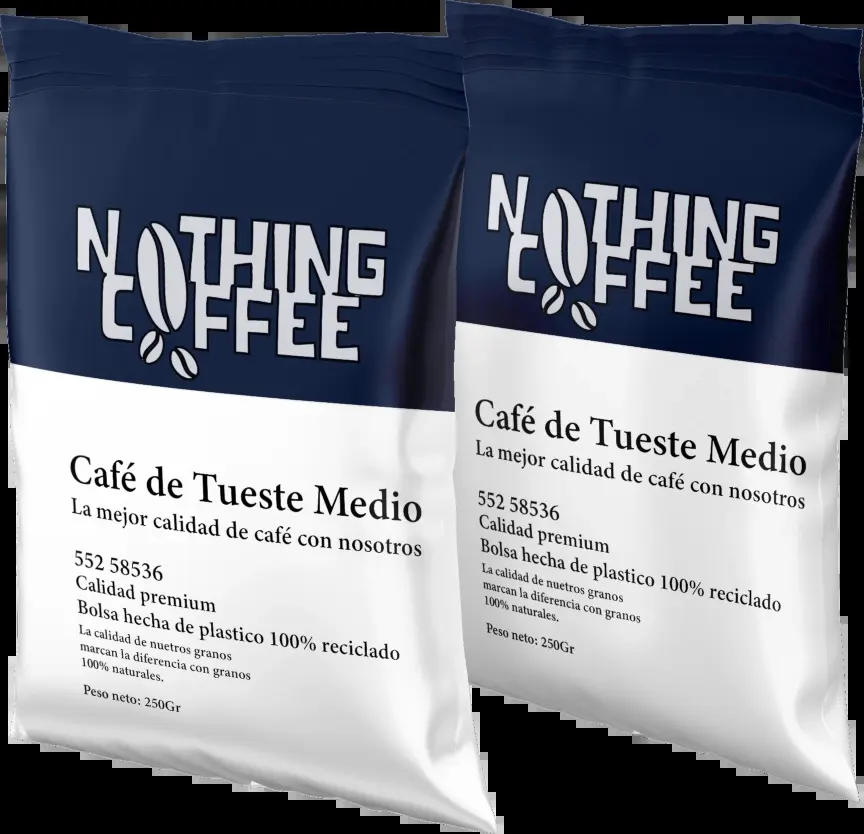 NOTHING
COFFEE
Café de Tueste Medio
La mejor calidad de café con nosotros
552 58536
Calidad premium
Bolsa hecha de plastico 100% reciclado
La calidad de nuetros granos
marcan la diferencia con granos
100% naturales.
Peso neto: 250Gr
NOTHING
COFFEE
Café de Tueste Medio
La mejor calidad de café con nosotros
552 58536
Calidad premium
Bolsa hecha de plastico 100% reciclado
La calidad de nuetros granos
marcan la diferencia con granos
100% naturales.
Peso neto: 250Gr